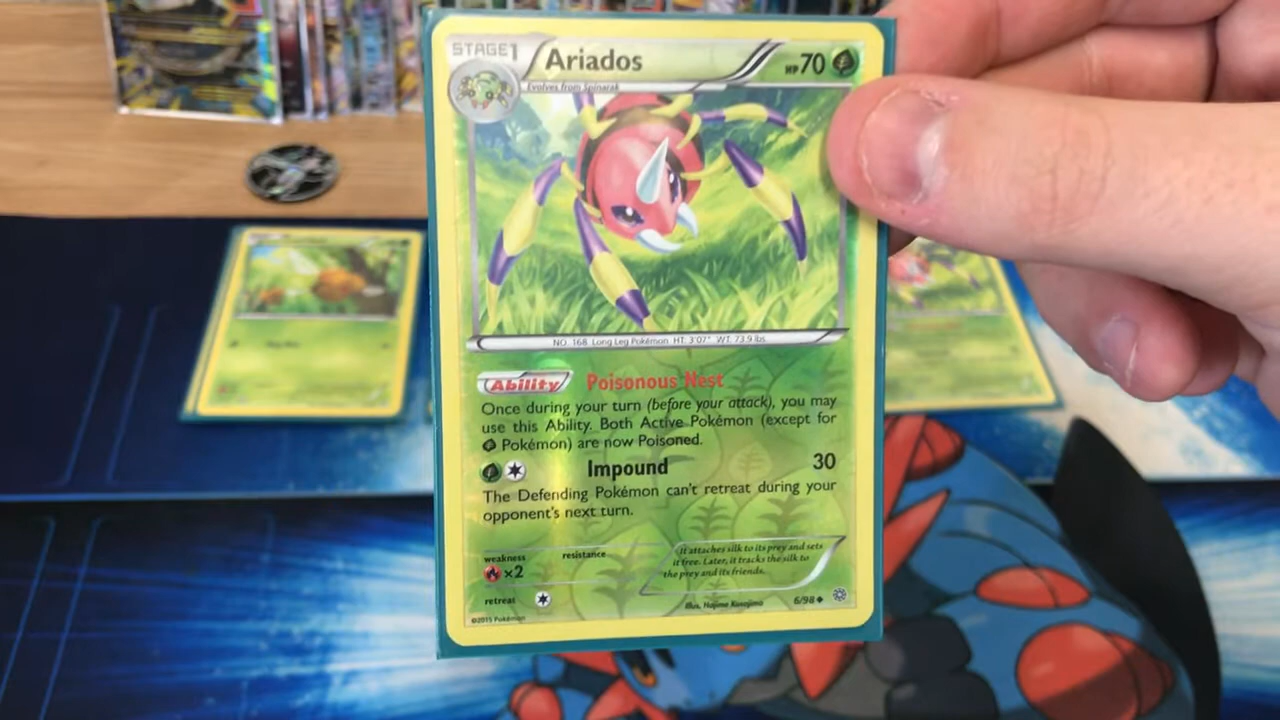 STAGE1
Ariados
HP70
Evolves from Spinarak
NO. 168 Long Leg Pokémon HT: 3'07" WT: 73.9 lbs.
Ability Poisonous Nest
Once during your turn (before your attack), you may
use this Ability. Both Active Pokémon (except for
Pokémon) are now Poisoned.
Impound 30
The Defending Pokémon can't retreat during your
opponent's next turn.
weakness resistance
×2
retreat
It attaches silk to its prey and sets
it free. Later, it tracks the silk to
the prey and its friends.
Illus. Hajime Kusajima
6/98
©2015 Pokémon